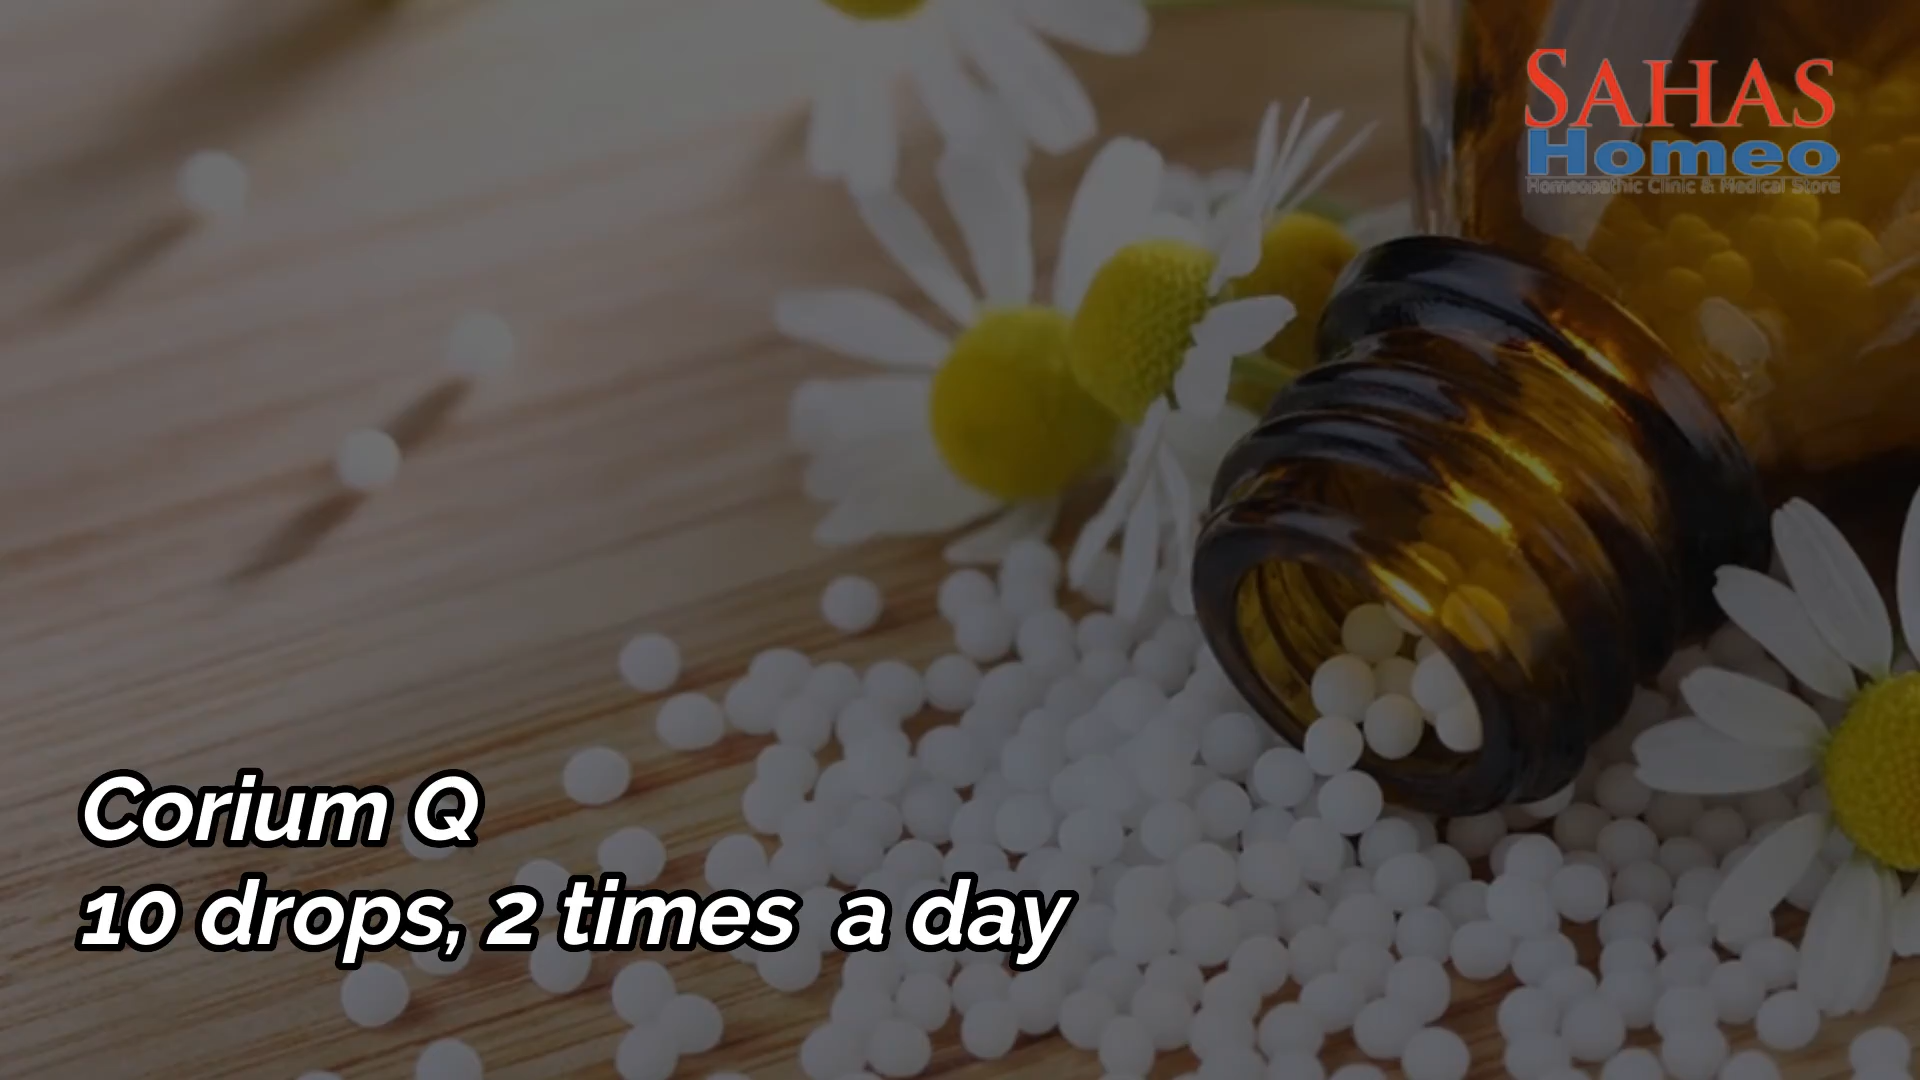 SAHAS
Homeo
Homeopathic Clinic & Medical Store
Corium Q
10 drops, 2 times a day